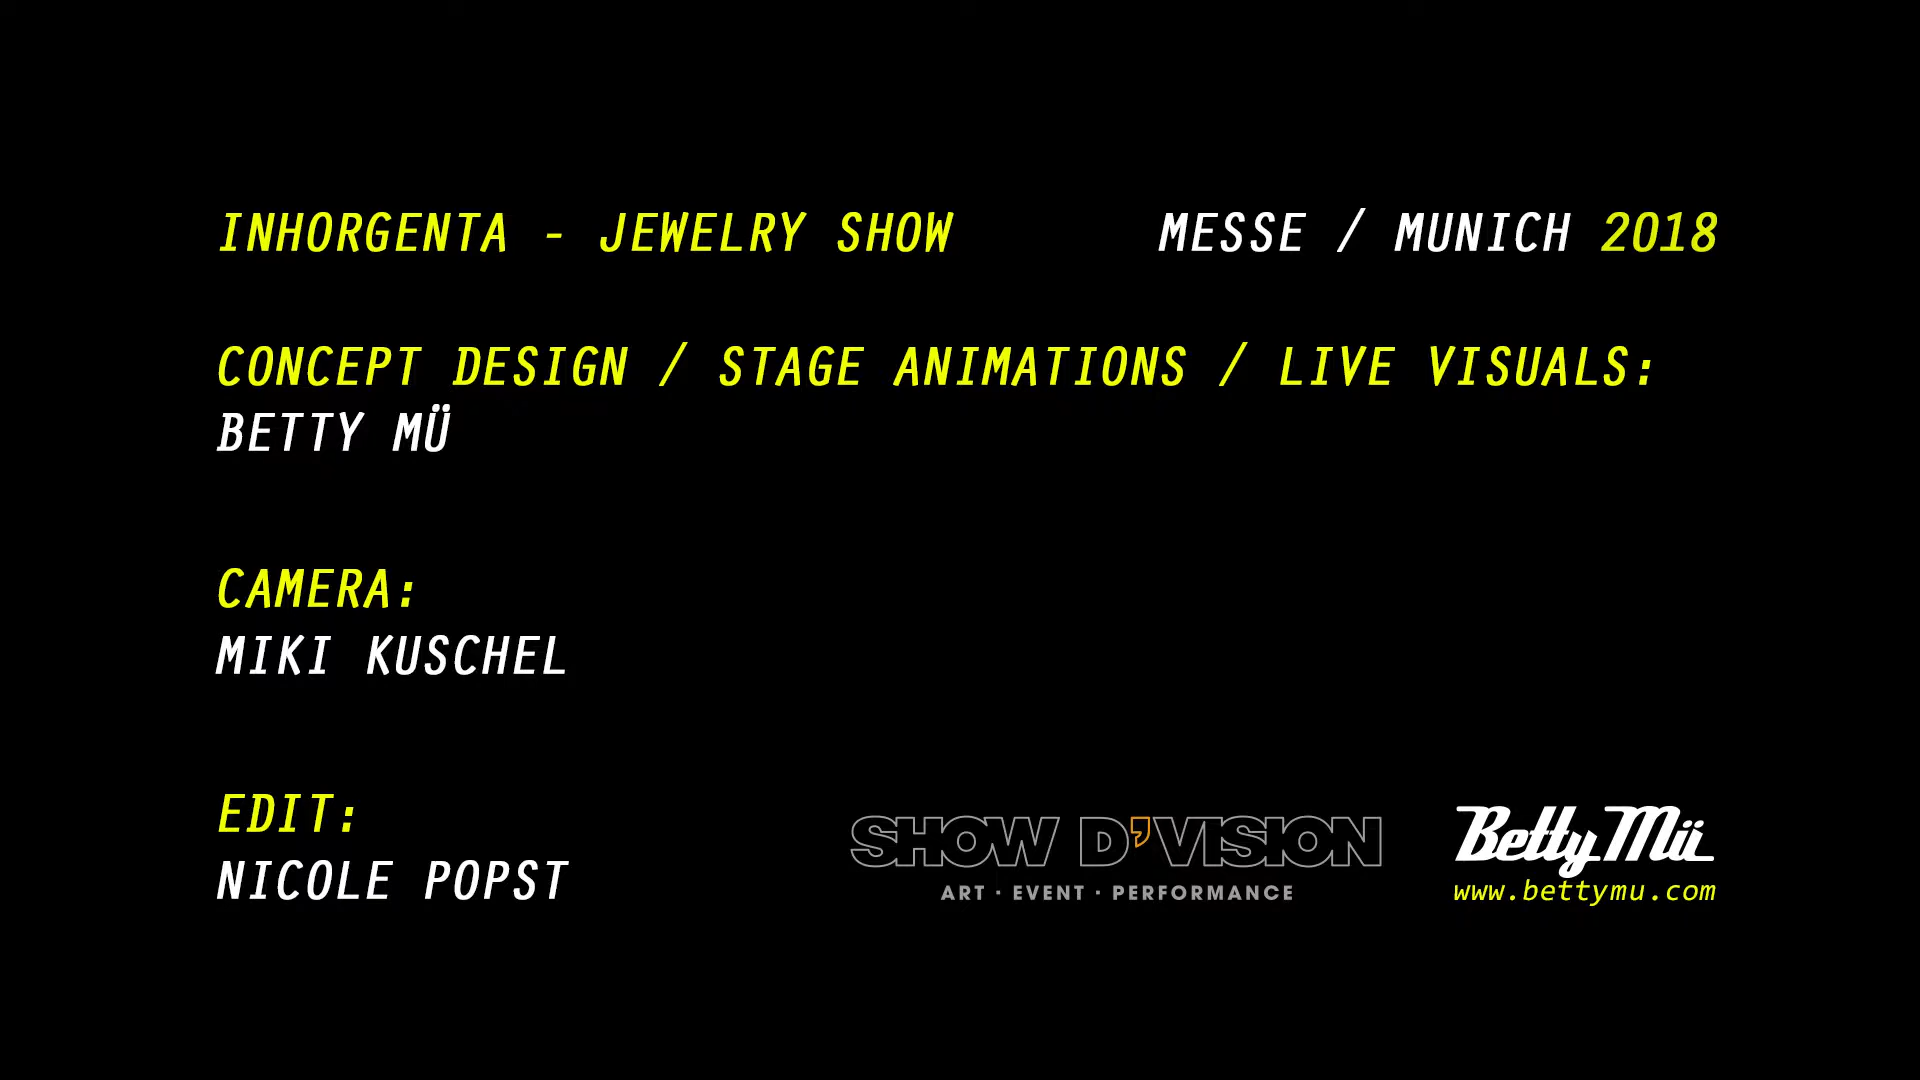 INHORGENTA - JEWELRY SHOW MESSE / MUNICH 2018
CONCEPT DESIGN / STAGE ANIMATIONS / LIVE VISUALS:
BETTY MÜ
CAMERA:
MIKI KUSCHEL
EDIT:
NICOLE POPST
SHOW D'VISION
ART · EVENT · PERFORMANCE
Betty Mü
www.bettymu.com